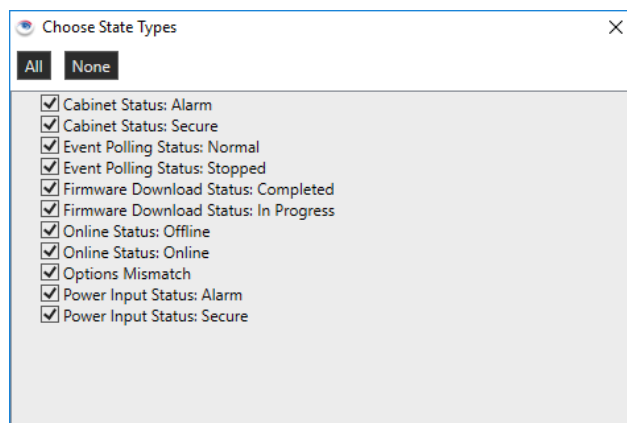 Choose State Types
All None
Cabinet Status: Alarm
Cabinet Status: Secure
Event Polling Status: Normal
Event Polling Status: Stopped
Firmware Download Status: Completed
Firmware Download Status: In Progress
Online Status: Offline
Online Status: Online
Options Mismatch
Power Input Status: Alarm
Power Input Status: Secure